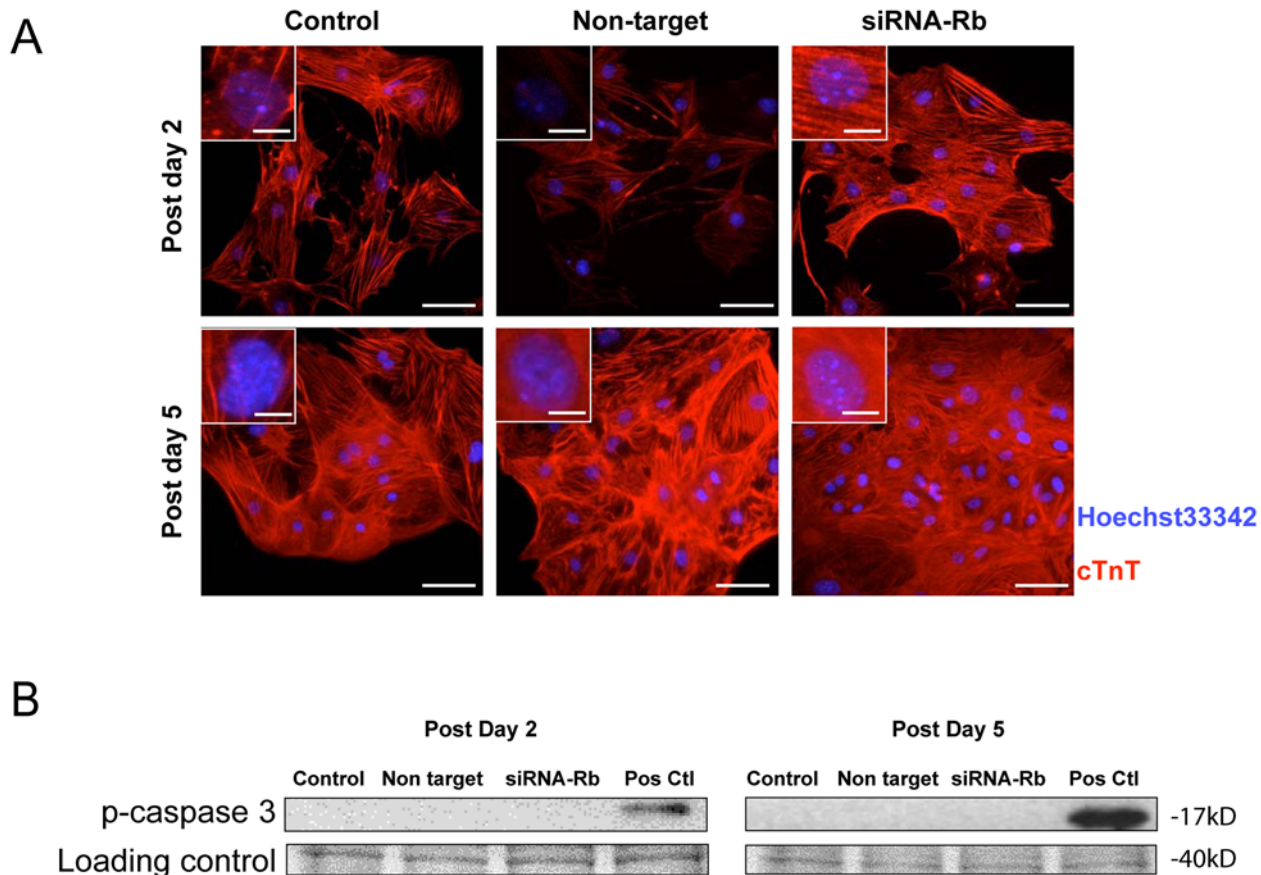 A
Control Non-target siRNA-Rb
Post day 2
Post day 5
Hoechst33342
cTnT
B
Post Day 2 Post Day 5
Control Non target siRNA-Rb Pos Ctl Control Non target siRNA-Rb Pos Ctl
p-caspase 3 -17kD
Loading control -40kD